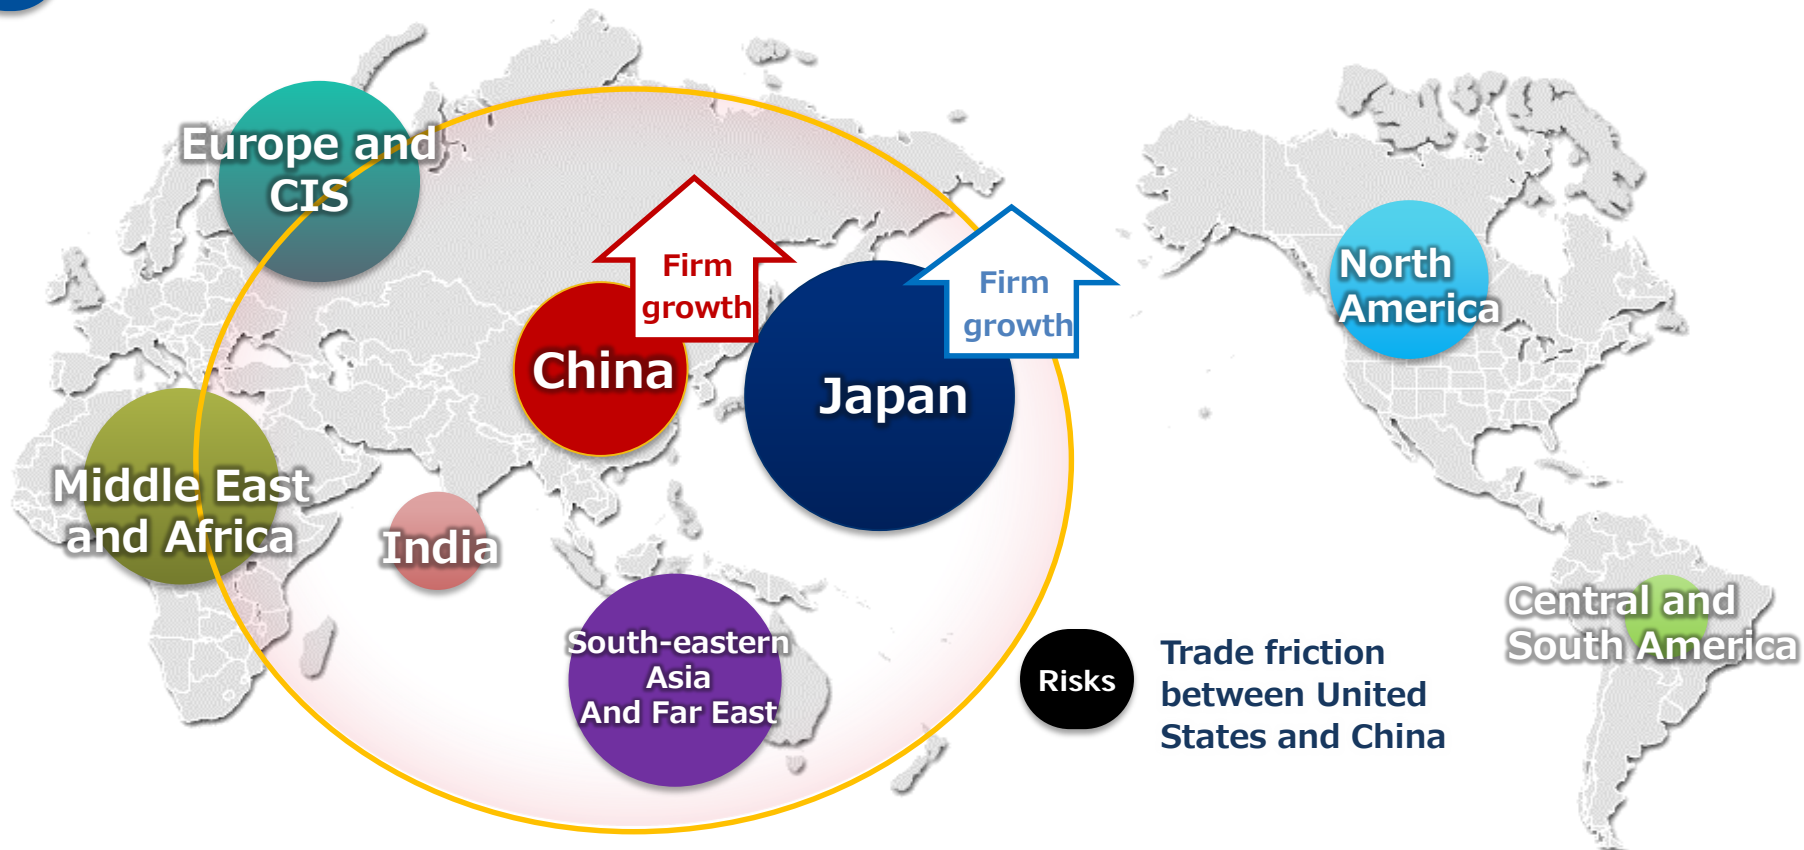 Europe and
CIS
Firm
growth
Firm
growth
North
America
China
Japan
Middle East
and Africa
India
South-eastern
Asia
And Far East
Risks
Trade friction
between United
States and China
Central and
South America